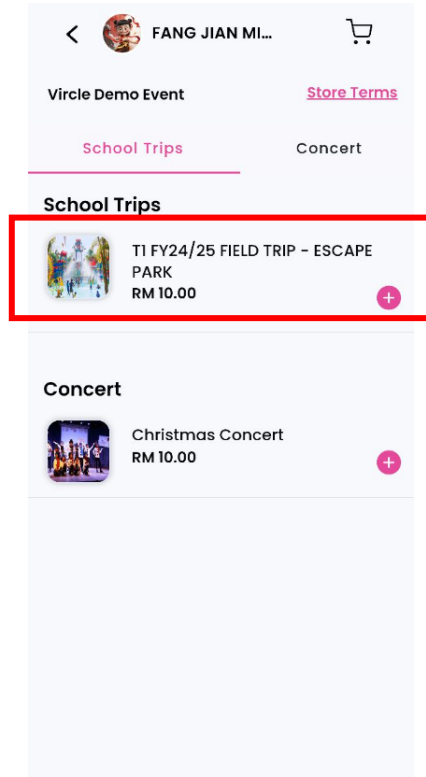 FANG JIAN MI...
Vircle Demo Event
Store Terms
School Trips
Concert
School Trips
T1 FY24/25 FIELD TRIP - ESCAPE
PARK
RM 10.00
Concert
Christmas Concert
RM 10.00